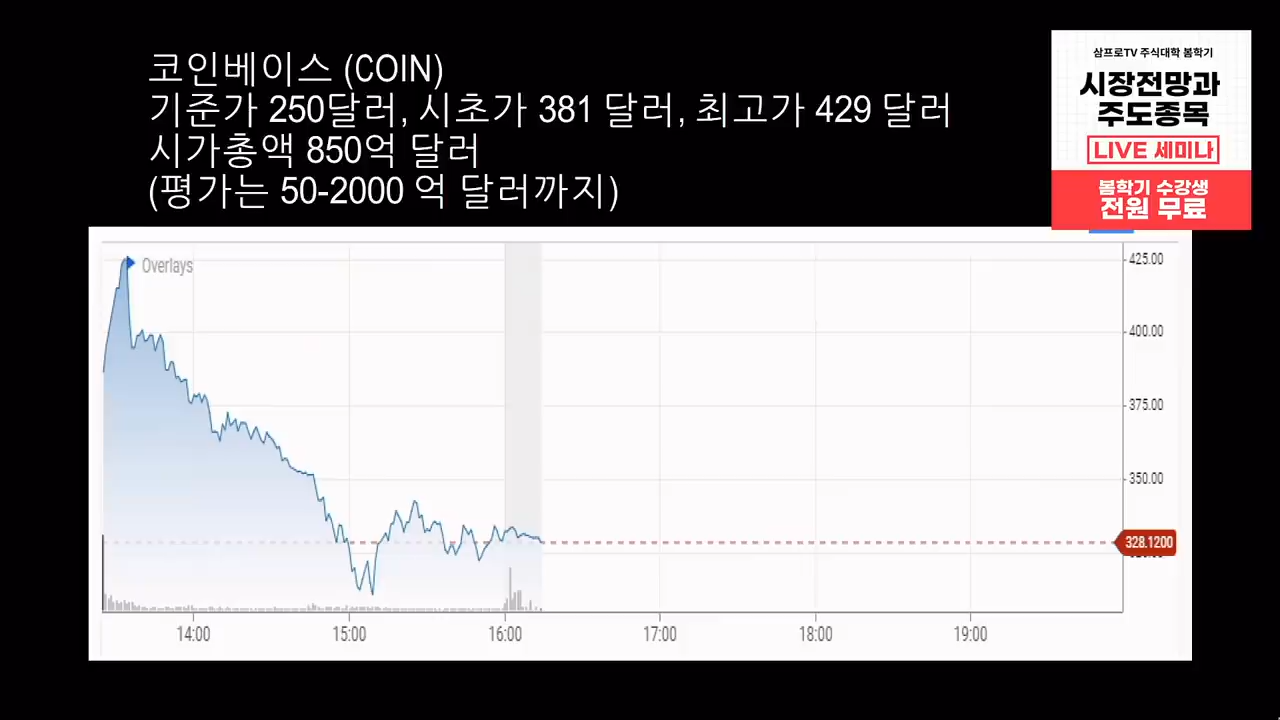 코인베이스 (COIN)
기준가 250달러, 시초가 381 달러, 최고가 429 달러
시가총액 850억 달러
(평가는 50-2000 억 달러까지)
삼프로TV 주식대학 봄학기
시장전망과
주도종목
LIVE 세미나
봄학기 수강생
전원 무료
Overlays
425.00
400.00
375.00
350.00
328.1200
14:00 15:00 16:00 17:00 18:00 19:00